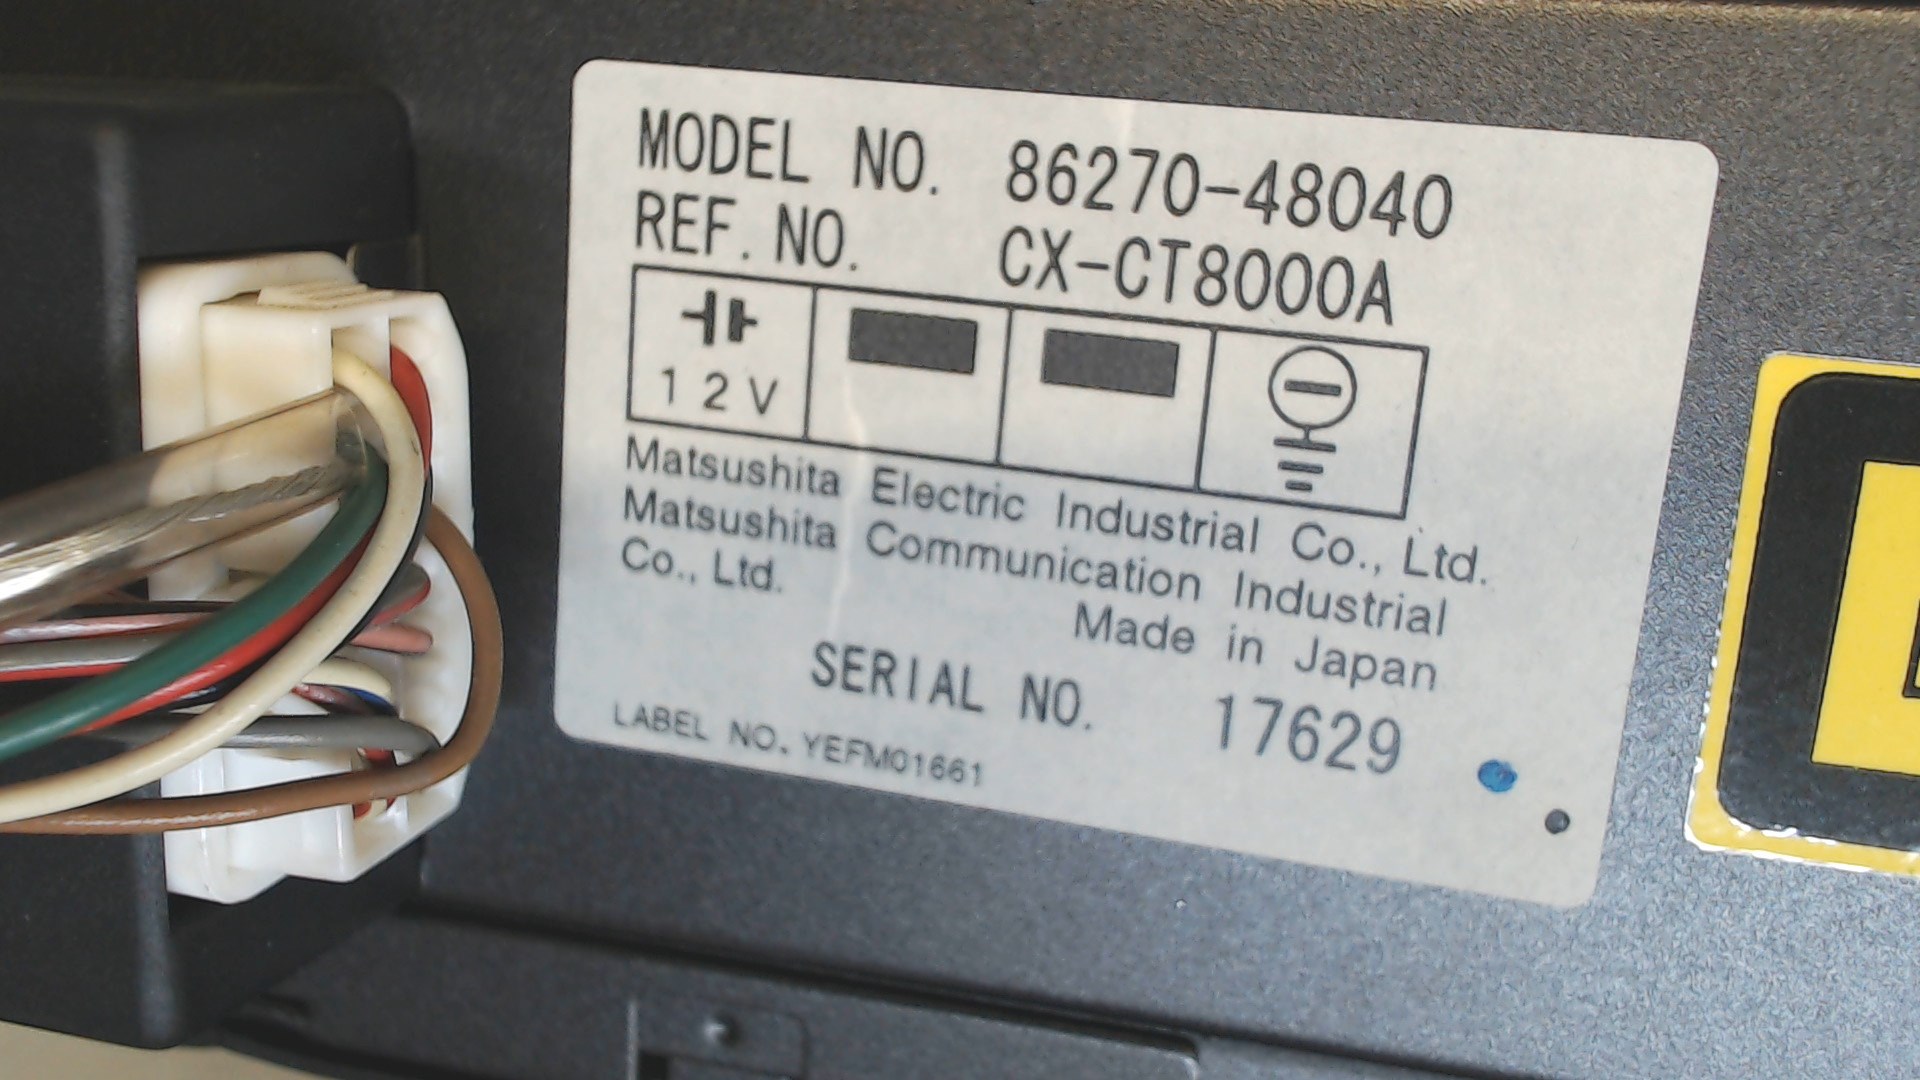 MODEL NO. 86270-48040
REF. NO. CX-CT8000A
12V
Matsushita Electric Industrial Co., Ltd.
Matsushita Communication Industrial
Co., Ltd.
Made in Japan
SERIAL NO. 17629
LABEL NO. YEFM01661